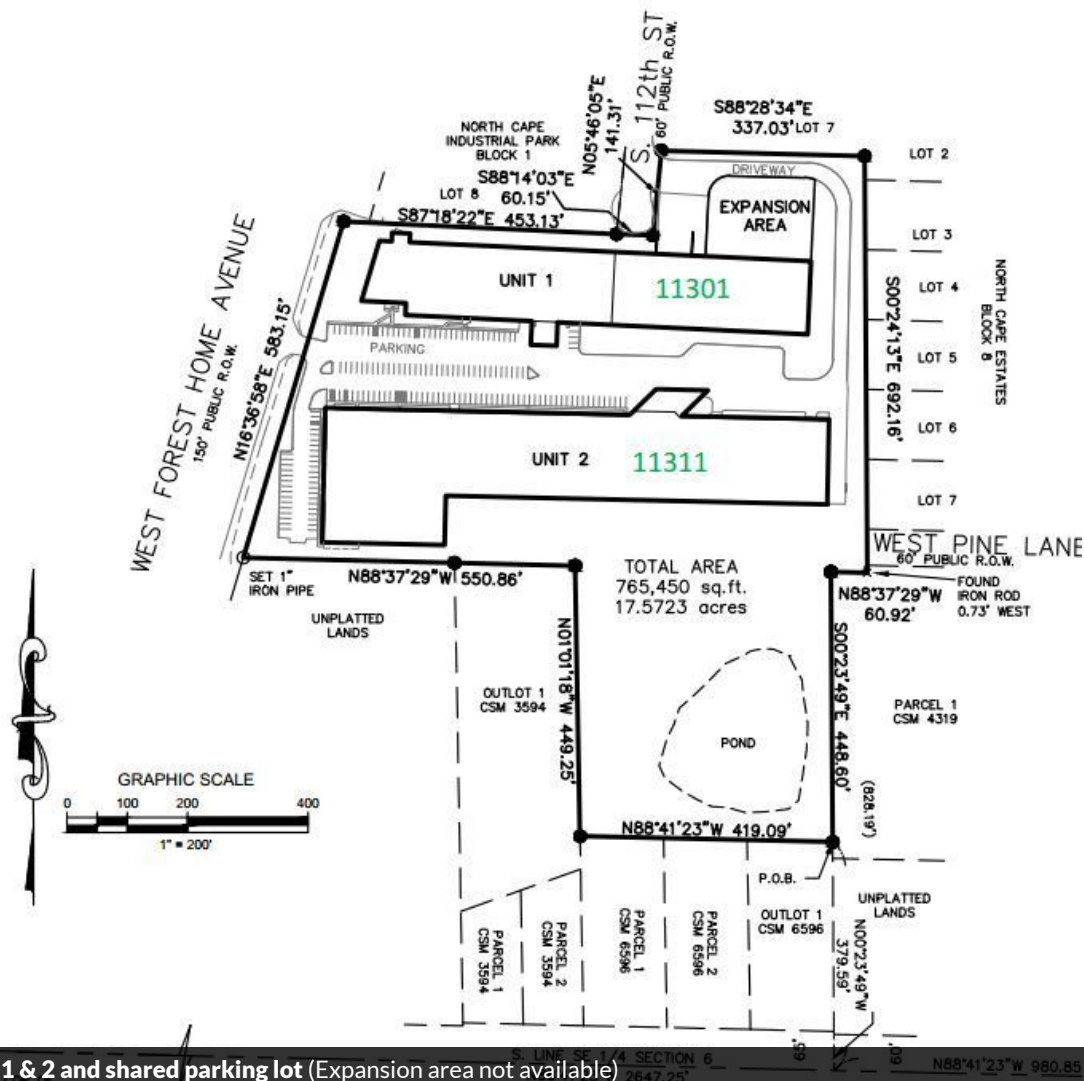 S. 112th ST
60' PUBLIC R.O.W.
N05°46'05"E
141.31'
S88°28'34"E
337.03' LOT 7
NORTH CAPE
INDUSTRIAL PARK
BLOCK 1
S88°14'03"E
60.15'
LOT 8
S87°18'22"E 453.13'
DRIVEWAY
EXPANSION
AREA
LOT 2
LOT 3
LOT 4
LOT 5
LOT 6
LOT 7
NORTH CAPE ESTATES
BLOCK 8
S00°24'13"E 692.16'
WEST FOREST HOME AVENUE
150' PUBLIC R.O.W.
N16°36'58"E 583.15'
UNIT 1
11301
PARKING
UNIT 2
11311
WEST PINE LANE
60' PUBLIC R.O.W.
SET 1"
IRON PIPE
N88°37'29"W 550.86'
TOTAL AREA
765,450 sq.ft.
17.5723 acres
N88°37'29"W
60.92'
FOUND
IRON ROD
0.73' WEST
UNPLATTED
LANDS
N01°01'18"W 449.25'
S00°23'49"E 448.60'
OUTLOT 1
CSM 3594
PARCEL 1
CSM 4319
POND
GRAPHIC SCALE
0 100 200 400
1" = 200'
(828.19')
N88°41'23"W 419.09'
P.O.B.
UNPLATTED
LANDS
PARCEL 1
CSM 3594
PARCEL 2
CSM 3594
PARCEL 1
CSM 6596
PARCEL 2
CSM 6596
OUTLOT 1
CSM 6596
N00°23'49"W
379.59'
S. LINE SE 1/4 SECTION 6
2647.25'
N88°41'23"W 980.85
1 & 2 and shared parking lot (Expansion area not available)